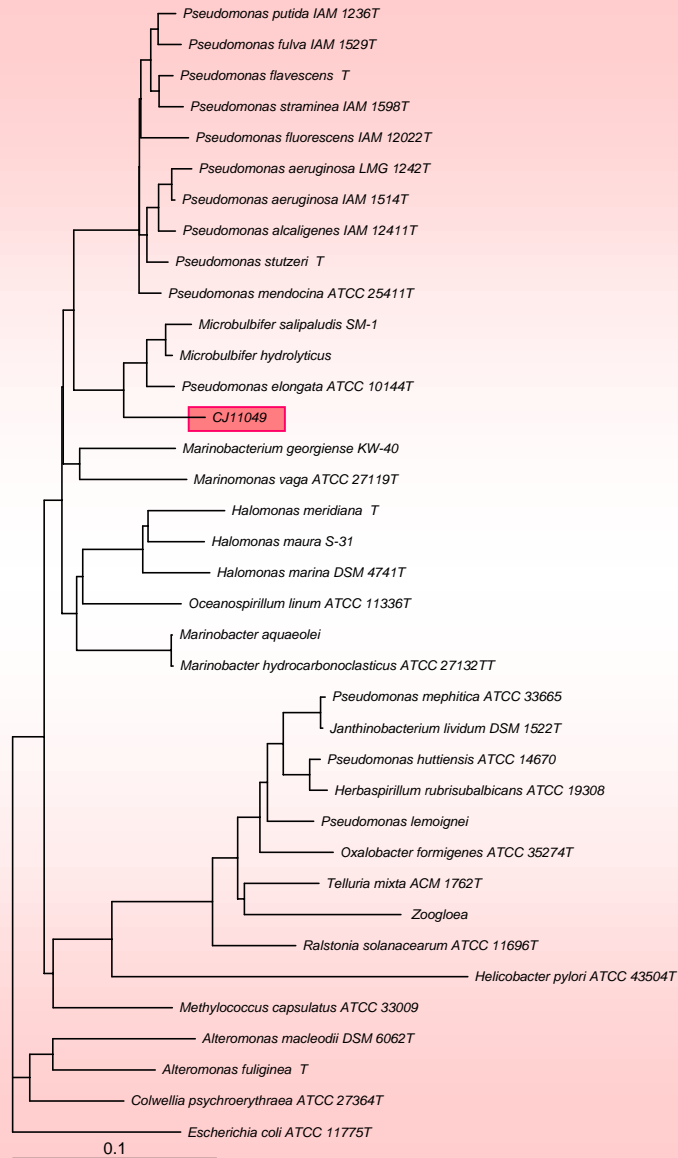 Pseudomonas putida IAM 1236T
Pseudomonas fulva IAM 1529T
Pseudomonas flavescens T
Pseudomonas straminea IAM 1598T
Pseudomonas fluorescens IAM 12022T
Pseudomonas aeruginosa LMG 1242T
Pseudomonas aeruginosa IAM 1514T
Pseudomonas alcaligenes IAM 12411T
Pseudomonas stutzeri T
Pseudomonas mendocina ATCC 25411T
Microbulbifer salipaludis SM-1
Microbulbifer hydrolyticus
Pseudomonas elongata ATCC 10144T
CJ11049
Marinobacterium georgiense KW-40
Marinomonas vaga ATCC 27119T
Halomonas meridiana T
Halomonas maura S-31
Halomonas marina DSM 4741T
Oceanospirillum linum ATCC 11336T
Marinobacter aquaeolei
Marinobacter hydrocarbonoclasticus ATCC 27132TT
Pseudomonas mephitica ATCC 33665
Janthinobacterium lividum DSM 1522T
Pseudomonas huttiensis ATCC 14670
Herbaspirillum rubrisubalbicans ATCC 19308
Pseudomonas lemoignei
Oxalobacter formigenes ATCC 35274T
Telluria mixta ACM 1762T
Zoogloea
Ralstonia solanacearum ATCC 11696T
Helicobacter pylori ATCC 43504T
Methylococcus capsulatus ATCC 33009
Alteromonas macleodii DSM 6062T
Alteromonas fuliginea T
Colwellia psychroerythraea ATCC 27364T
Escherichia coli ATCC 11775T
0.1